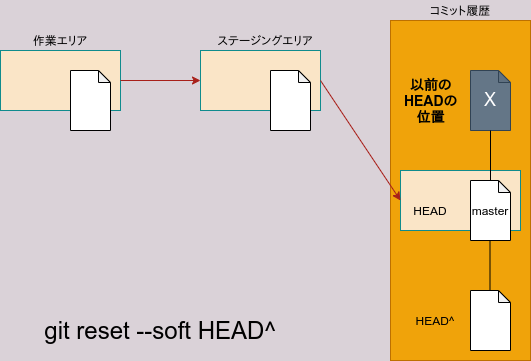 コミット履歴
作業エリア
ステージングエリア
以前の
HEADの
位置
X
HEAD
master
HEAD^
git reset --soft HEAD^